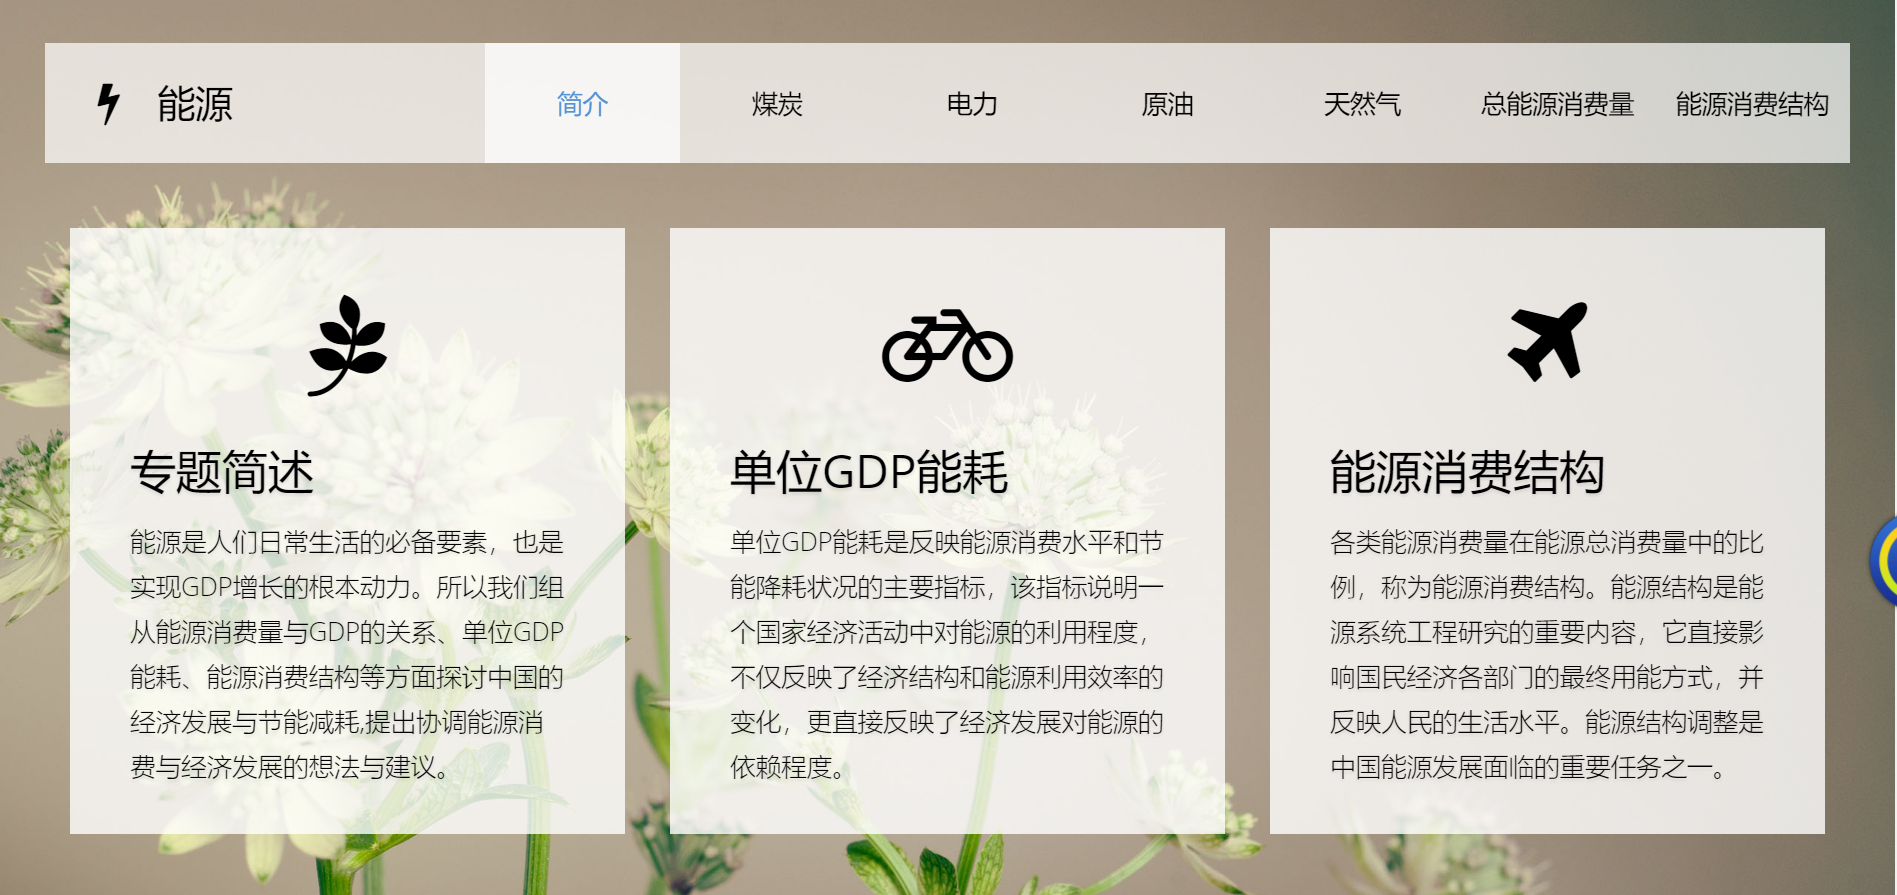 能源
简介
煤炭
电力
原油
天然气
总能源消费量
能源消费结构
专题简述
能源是人们日常生活的必备要素，也是
实现GDP增长的根本动力。所以我们组
从能源消费量与GDP的关系、单位GDP
能耗、能源消费结构等方面探讨中国的
经济发展与节能减耗,提出协调能源消
费与经济发展的想法与建议。
单位GDP能耗
单位GDP能耗是反映能源消费水平和节
能降耗状况的主要指标，该指标说明一
个国家经济活动中对能源的利用程度，
不仅反映了经济结构和能源利用效率的
变化，更直接反映了经济发展对能源的
依赖程度。
能源消费结构
各类能源消费量在能源总消费量中的比
例，称为能源消费结构。能源结构是能
源系统工程研究的重要内容，它直接影
响国民经济各部门的最终用能方式，并
反映人民的生活水平。能源结构调整是
中国能源发展面临的重要任务之一。